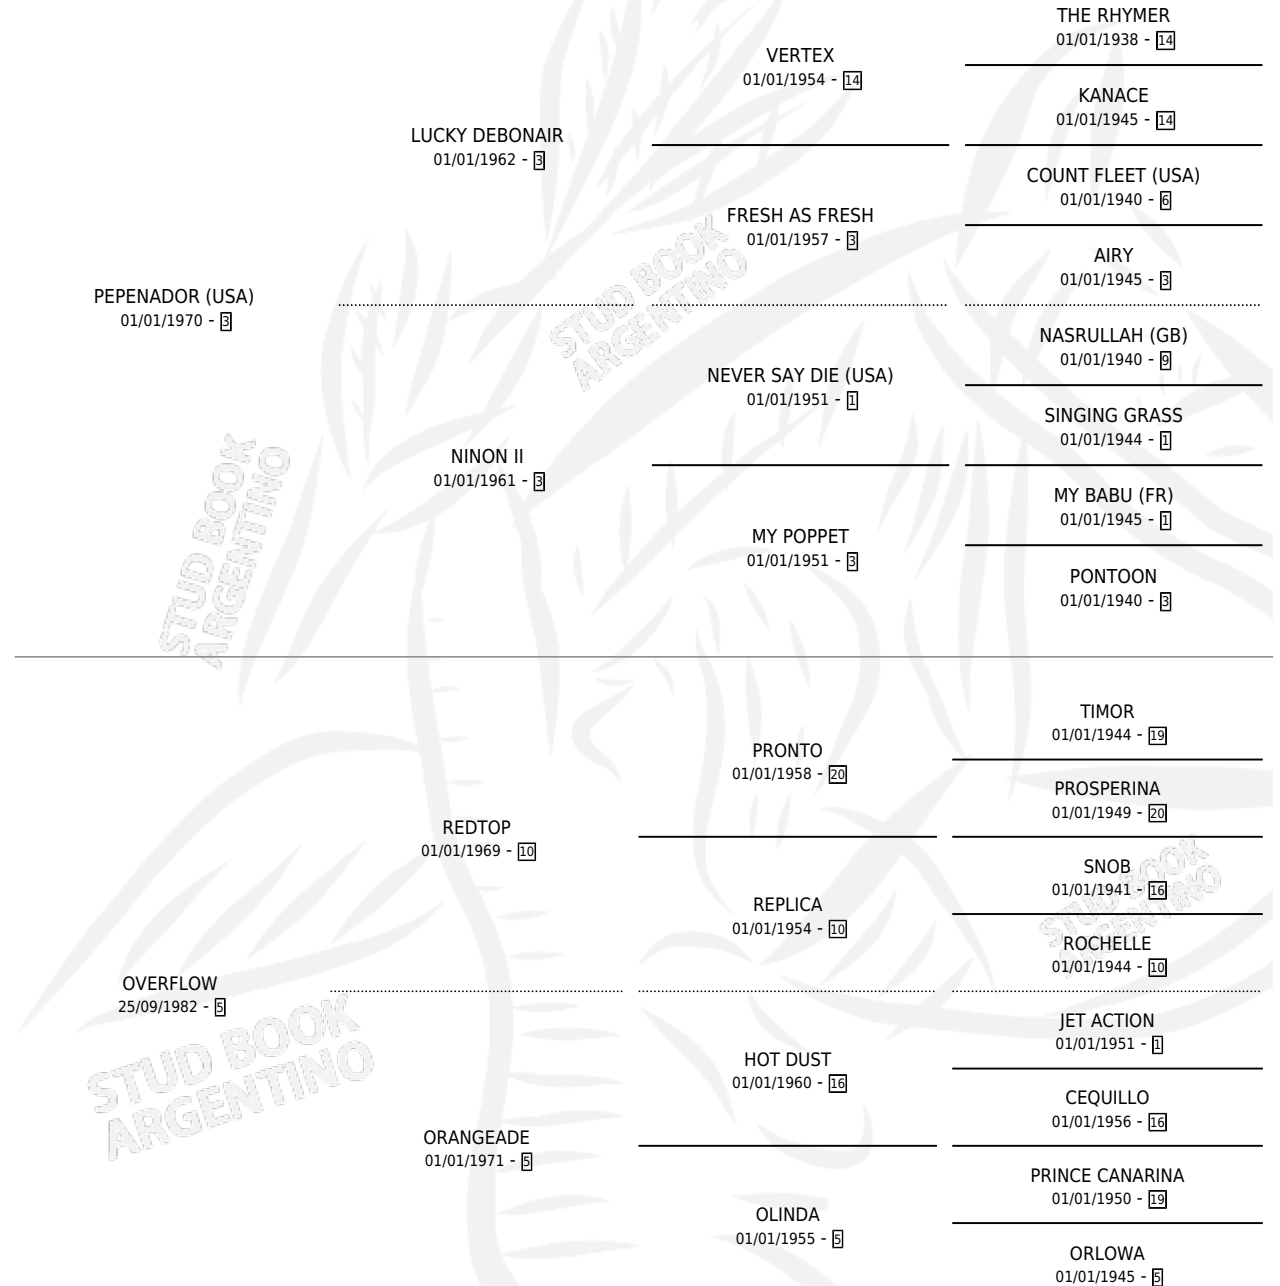 THE RHYMER
01/01/1938 - 14
VERTEX
01/01/1954 - 14
KANACE
01/01/1945 - 14
LUCKY DEBONAIR
01/01/1962 - 3
COUNT FLEET (USA)
01/01/1940 - 6
FRESH AS FRESH
01/01/1957 - 3
AIRY
01/01/1945 - 3
PEPENADOR (USA)
01/01/1970 - 3
NASRULLAH (GB)
01/01/1940 - 9
NEVER SAY DIE (USA)
01/01/1951 - 1
SINGING GRASS
01/01/1944 - 1
NINON II
01/01/1961 - 3
MY BABU (FR)
01/01/1945 - 1
MY POPPET
01/01/1951 - 3
PONTOON
01/01/1940 - 3
TIMOR
01/01/1944 - 19
PRONTO
01/01/1958 - 20
PROSPERINA
01/01/1949 - 20
REDTOP
01/01/1969 - 10
SNOB
01/01/1941 - 16
REPLICA
01/01/1954 - 10
ROCHELLE
01/01/1944 - 10
OVERFLOW
25/09/1982 - 5
JET ACTION
01/01/1951 - 1
HOT DUST
01/01/1960 - 16
CEQUILLO
01/01/1956 - 16
ORANGEADE
01/01/1971 - 5
PRINCE CANARINA
01/01/1950 - 19
OLINDA
01/01/1955 - 5
ORLOWA
01/01/1945 - 5
STUD BOOK
ARGENTINO
STUD BOOK
ARGENTINO
STUD BOOK
ARGENTINO
STUD BOOK
ARGENTINO